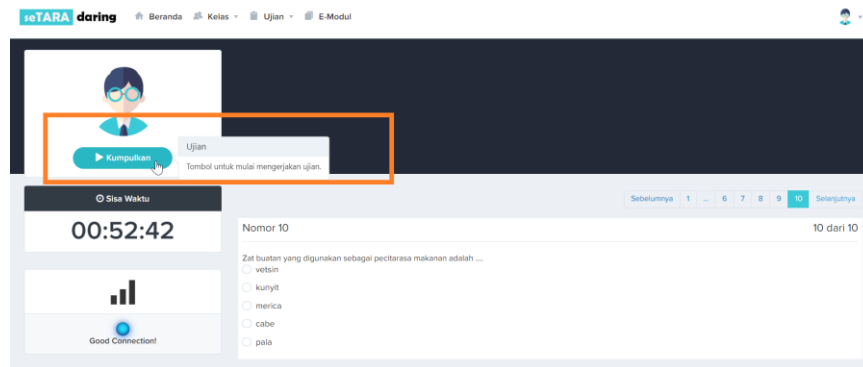 seTARA daring Beranda Kelas Ujian E-Modul
Kumpulkan
Ujian
Tombol untuk mulai mengerjakan ujian.
Sisa Waktu
00:52:42
Good Connection!
Sebelumnya 1 ... 6 7 8 9 10 Selanjutnya
Nomor 10 10 dari 10
Zat buatan yang digunakan sebagai pecitarasa makanan adalah ....
vetsin
kunyit
merica
cabe
pala